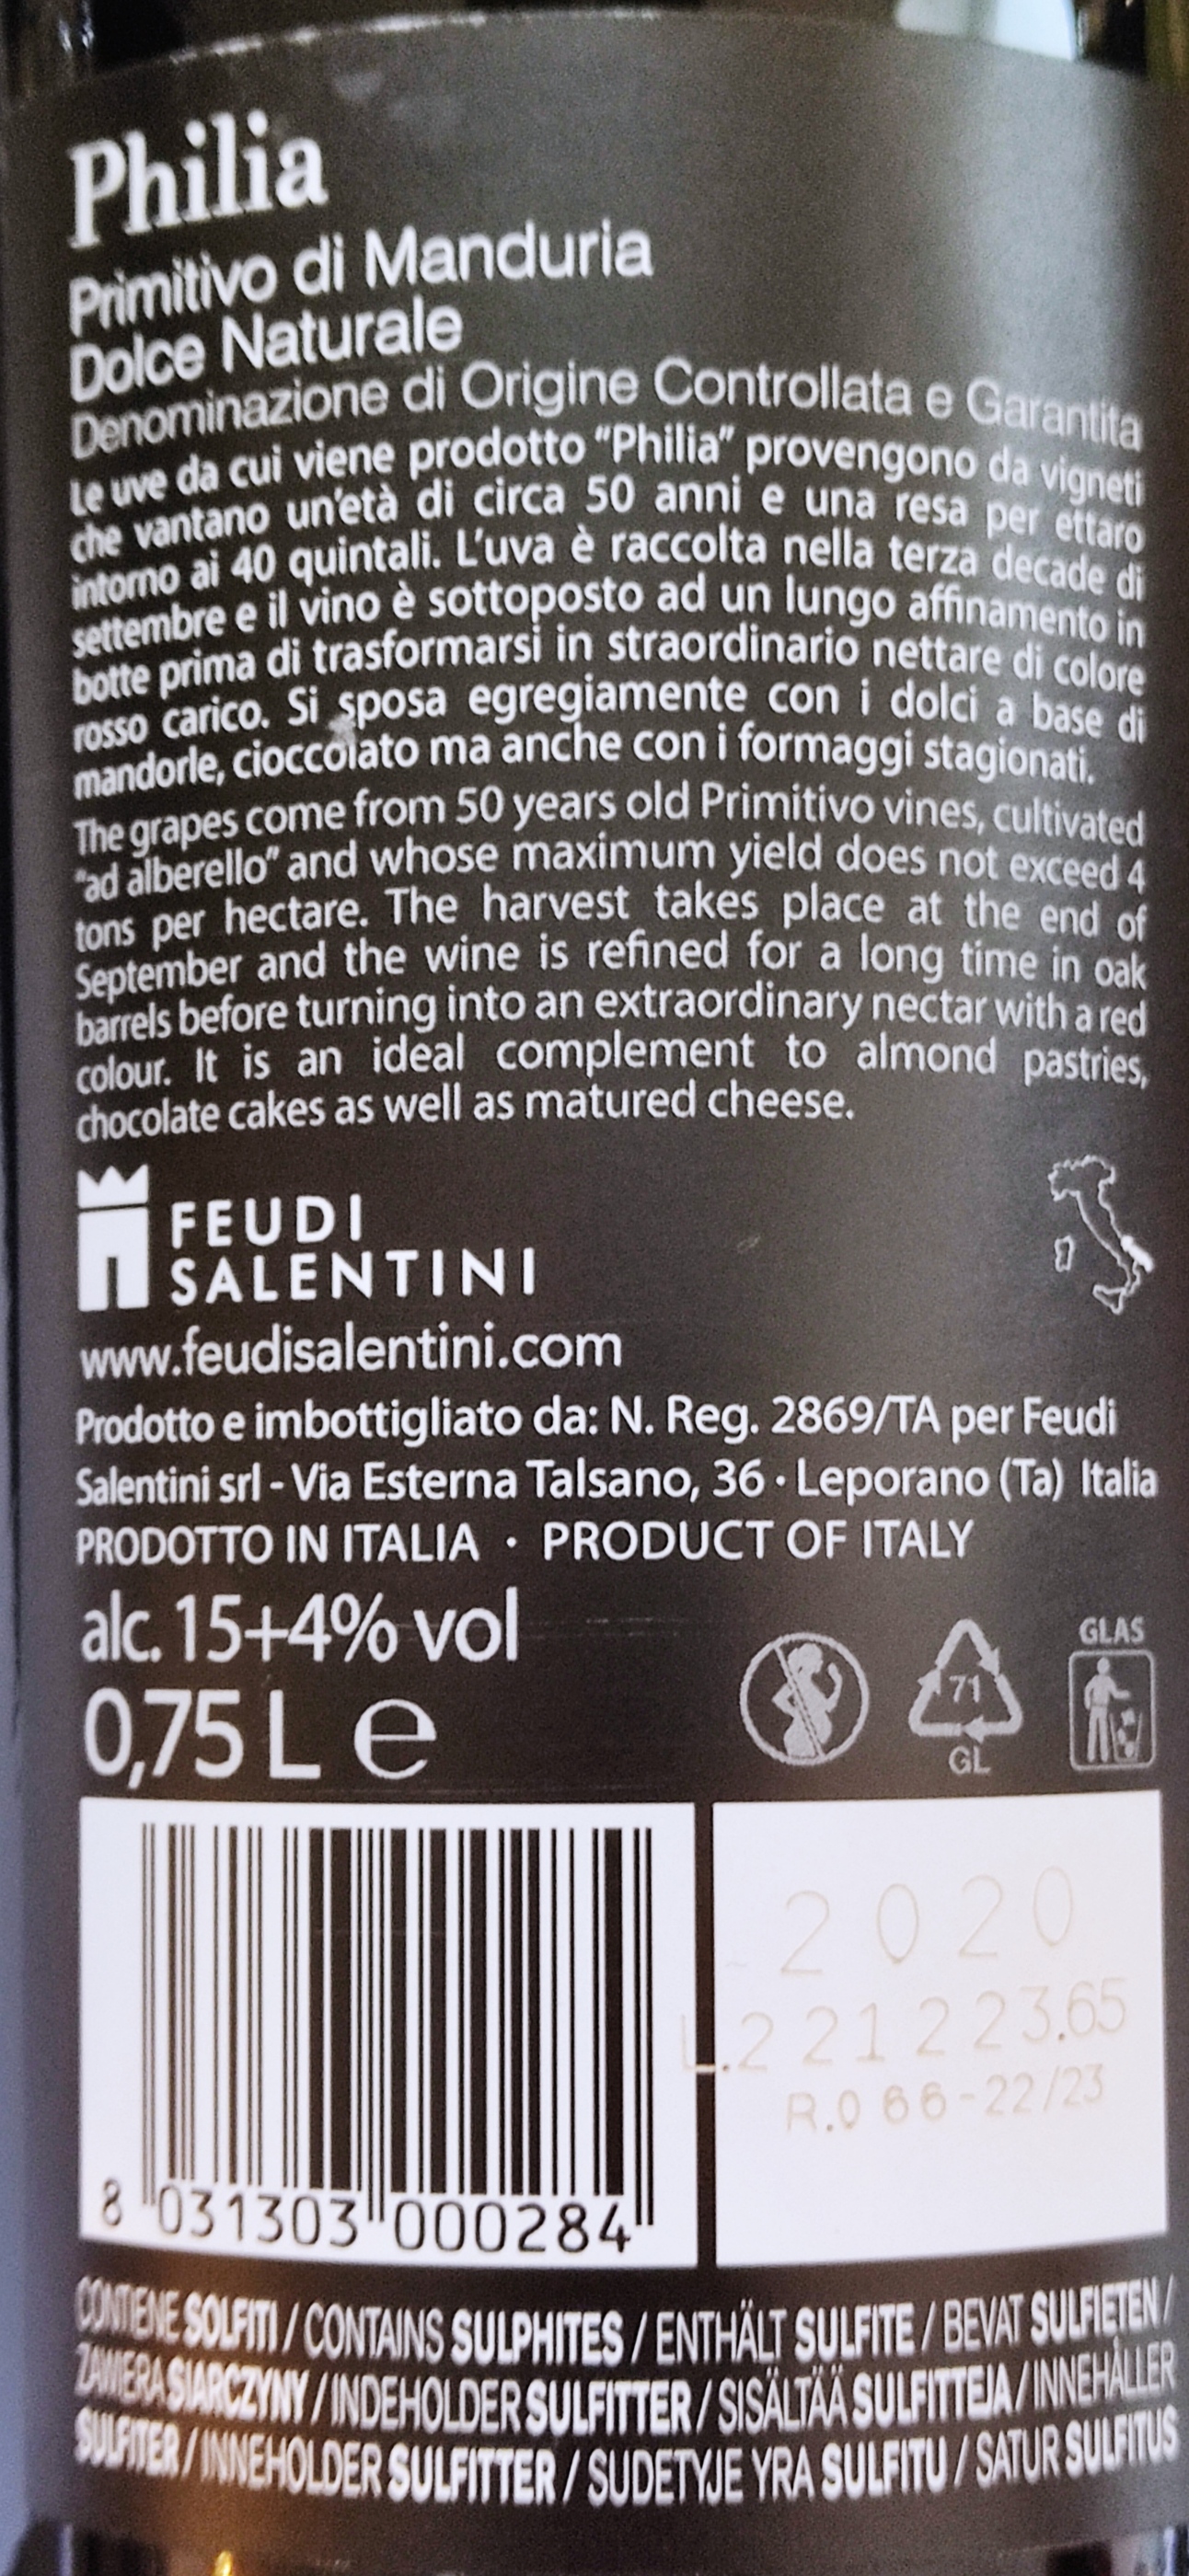 Philia
Primitivo di Manduria
Dolce Naturale
Denominazione di Origine Controllata e Garantita
Le uve da cui viene prodotto “Philia” provengono da vigneti
che vantano un’età di circa 50 anni e una resa per ettaro
intorno ai 40 quintali. L’uva è raccolta nella terza decade di
settembre e il vino è sottoposto ad un lungo affinamento in
botte prima di trasformarsi in straordinario nettare di colore
rosso carico. Si sposa egregiamente con i dolci a base di
mandorle, cioccolato ma anche con i formaggi stagionati.
The grapes come from 50 years old Primitivo vines, cultivated
“ad alberello” and whose maximum yield does not exceed 4
tons per hectare. The harvest takes place at the end of
September and the wine is refined for a long time in oak
barrels before turning into an extraordinary nectar with a red
colour. It is an ideal complement to almond pastries,
chocolate cakes as well as matured cheese.
FEUDI
SALENTINI
www.feudisalentini.com
Prodotto e imbottigliato da: N. Reg. 2869/TA per Feudi
Salentini srl - Via Esterna Talsano, 36 · Leporano (Ta) Italia
PRODOTTO IN ITALIA · PRODUCT OF ITALY
alc. 15+4% vol
0,75 L e
GLAS
71
GL
2020
L.221223.65
R.066-22/23
8 031303 000284
CONTIENE SOLFITI / CONTAINS SULPHITES / ENTHÄLT SULFITE / BEVAT SULFIETEN /
ZAWIERA SIARCZYNY / INDEHOLDER SULFITTER / SISÄLTÄÄ SULFITTEJA / INNEHÅLLER
SULFITER / INNEHOLDER SULFITTER / SUDETYJE YRA SULFITU / SATUR SULFITUS